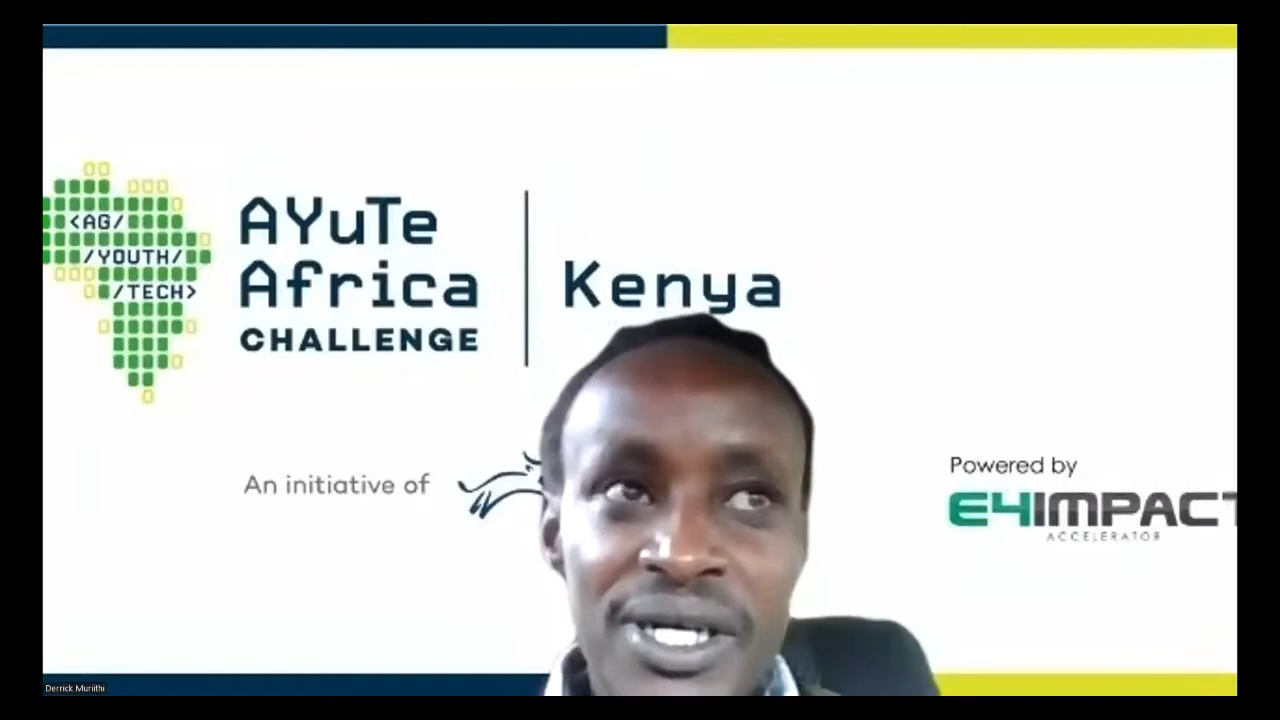 <AG/
/YOUTH/
/TECH>
AYuTe
Africa
CHALLENGE
Kenya
An initiative of
Powered by
E4IMPACT
ACCELERATOR
Derrick Muriithi